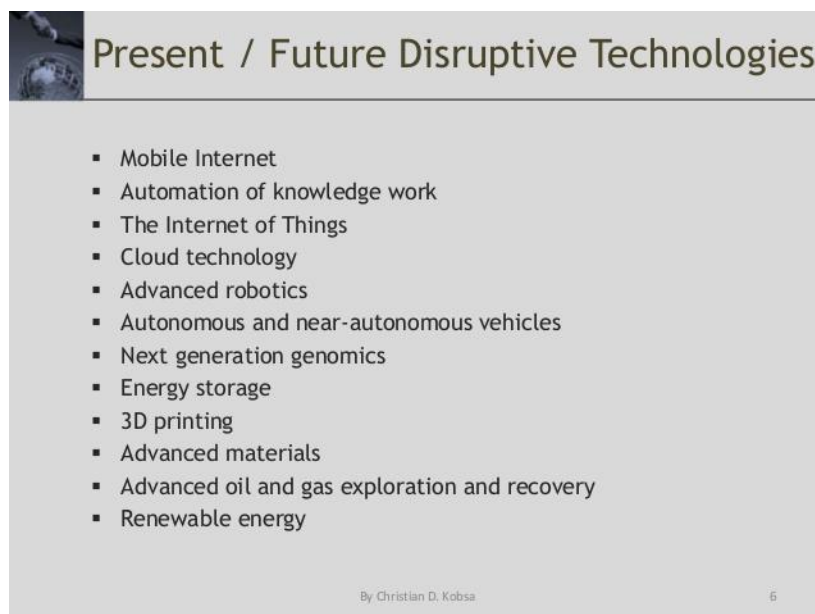 Present / Future Disruptive Technologies
▪ Mobile Internet
▪ Automation of knowledge work
▪ The Internet of Things
▪ Cloud technology
▪ Advanced robotics
▪ Autonomous and near-autonomous vehicles
▪ Next generation genomics
▪ Energy storage
▪ 3D printing
▪ Advanced materials
▪ Advanced oil and gas exploration and recovery
▪ Renewable energy
By Christian D. Kobsa
6